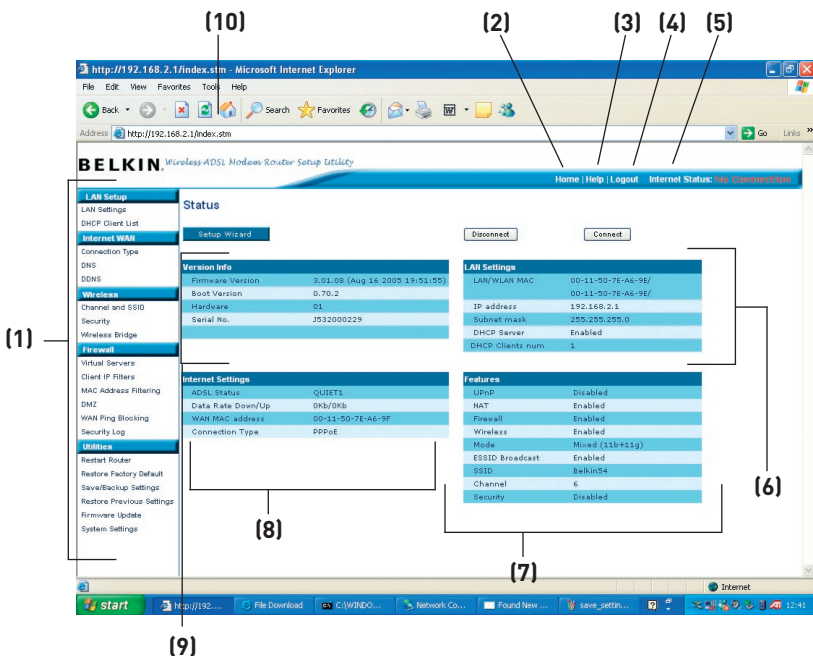 (10)
(2)
(3)
(4)
(5)
http://192.168.2.1/index.stm - Microsoft Internet Explorer
File Edit View Favorites Tools Help
Back Search Favorites
Address http://192.168.2.1/index.stm Go Links »
BELKIN. Wireless ADSL Modem Router Setup Utility
Home | Help | Logout Internet Status: No Connection
LAN Setup
LAN Settings
DHCP Client List
Internet WAN
Connection Type
DNS
DDNS
Wireless
Channel and SSID
Security
Wireless Bridge
Firewall
Virtual Servers
Client IP Filters
MAC Address Filtering
DMZ
WAN Ping Blocking
Security Log
Utilities
Restart Router
Restore Factory Default
Save/Backup Settings
Restore Previous Settings
Firmware Update
System Settings
(1)
Status
Setup Wizard
Disconnect Connect
Version Info
Firmware Version 3.01.08 (Aug 16 2005 19:51:55)
Boot Version 0.70.2
Hardware 01
Serial No. J532000229
LAN Settings
LAN/WLAN MAC 00-11-50-7E-A6-9E/
00-11-50-7E-A6-9E/
IP address 192.168.2.1
Subnet mask 255.255.255.0
DHCP Server Enabled
DHCP Clients num 1
(6)
Internet Settings
ADSL Status QUIET1
Data Rate Down/Up 0Kb/0Kb
WAN MAC address 00-11-50-7E-A6-9F
Connection Type PPPoE
(8)
Features
UPnP Disabled
NAT Enabled
Firewall Enabled
Wireless Enabled
Mode Mixed (11b+11g)
ESSID Broadcast Enabled
SSID Belkin54
Channel 6
Security Disabled
(7)
Internet
start http://192.... File Download C:\WINDO... Network Co... Found New ... save_settin... 12:41
(9)